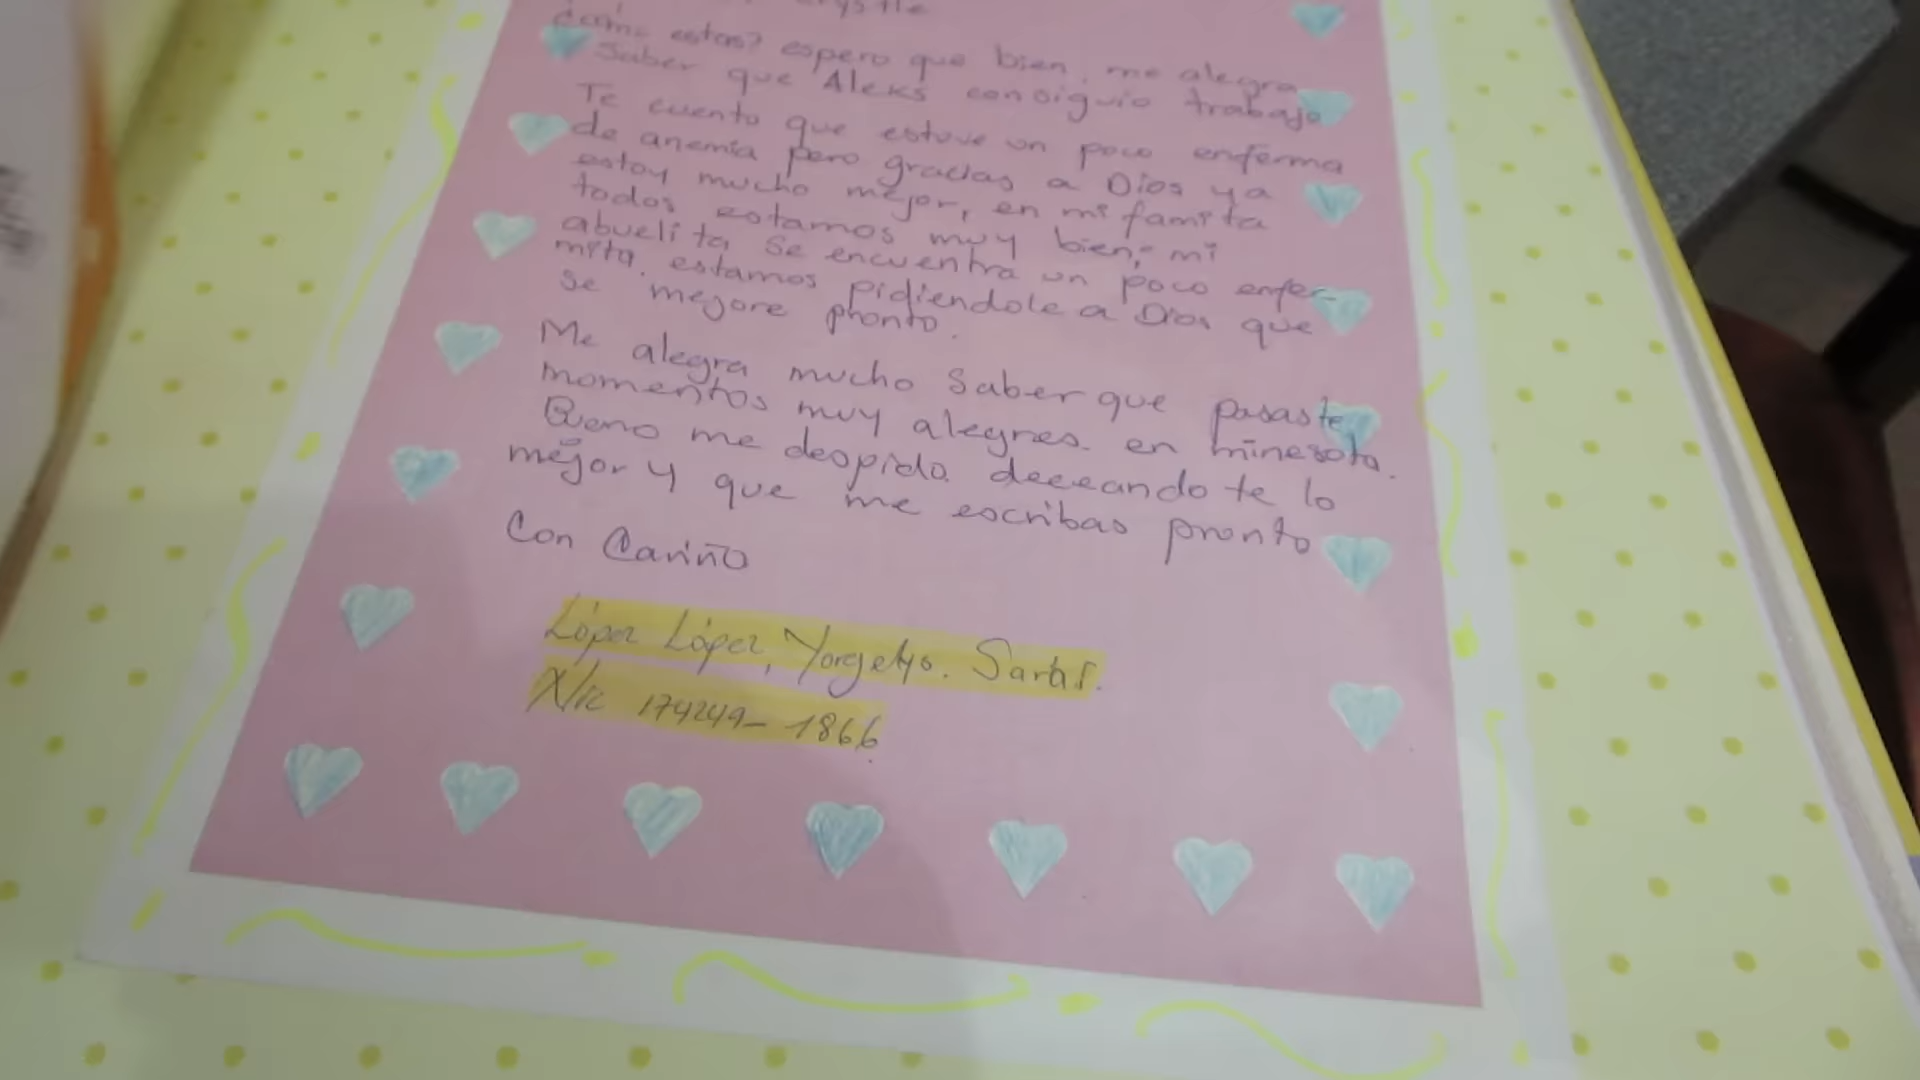 como estas? espero que bien, me alegra
Saber que Aleks consiguio trabajo
Te cuento que estuve un poco enferma
de anemia pero gracias a Dios ya
estoy mucho mejor, en mi familia
todos estamos muy bien, mi
abuelita se encuentra un poco enfer-
mita. estamos pidiendole a Dios que
se mejore pronto.
Me alegra mucho Saber que pasaste
momentos muy alegres. en minesota.
Bueno me despido deseando te lo
mejor y que me escribas pronto
Con Cariño
López López, Yorgelys.
N/c 174249-1866